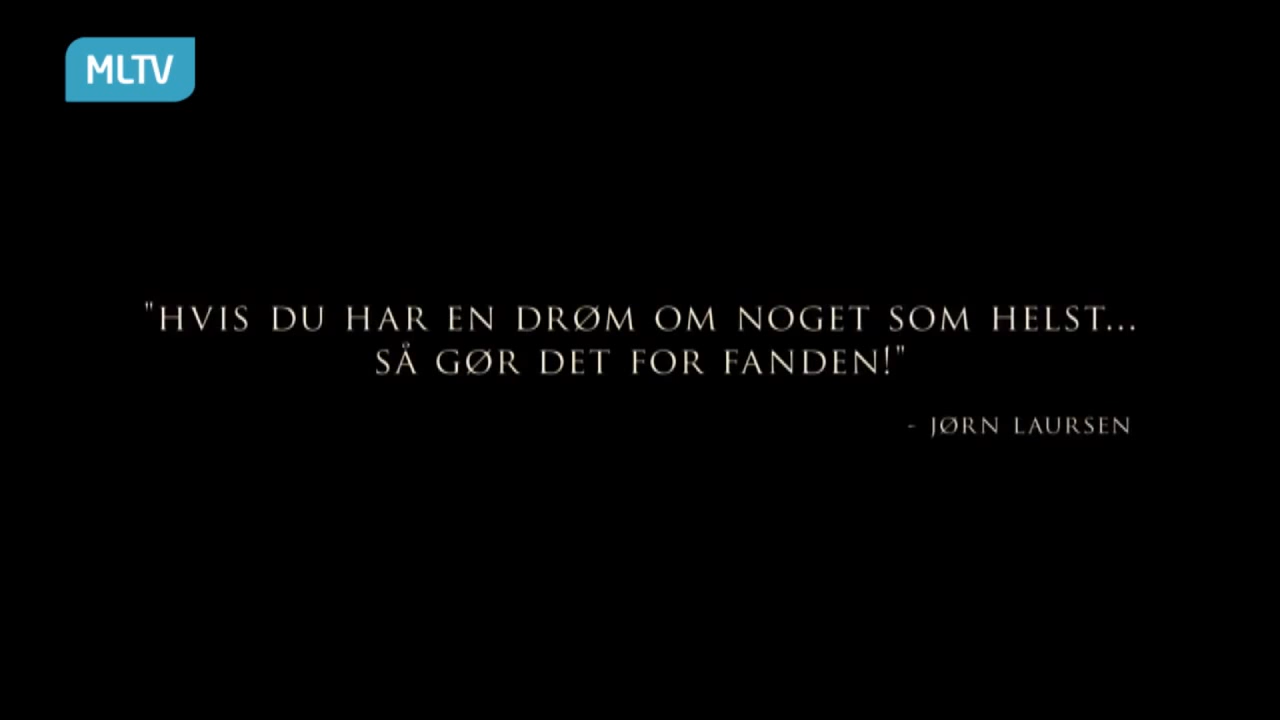 MLTV
"HVIS DU HAR EN DRØM OM NOGET SOM HELST...
SÅ GØR DET FOR FANDEN!"
- JØRN LAURSEN